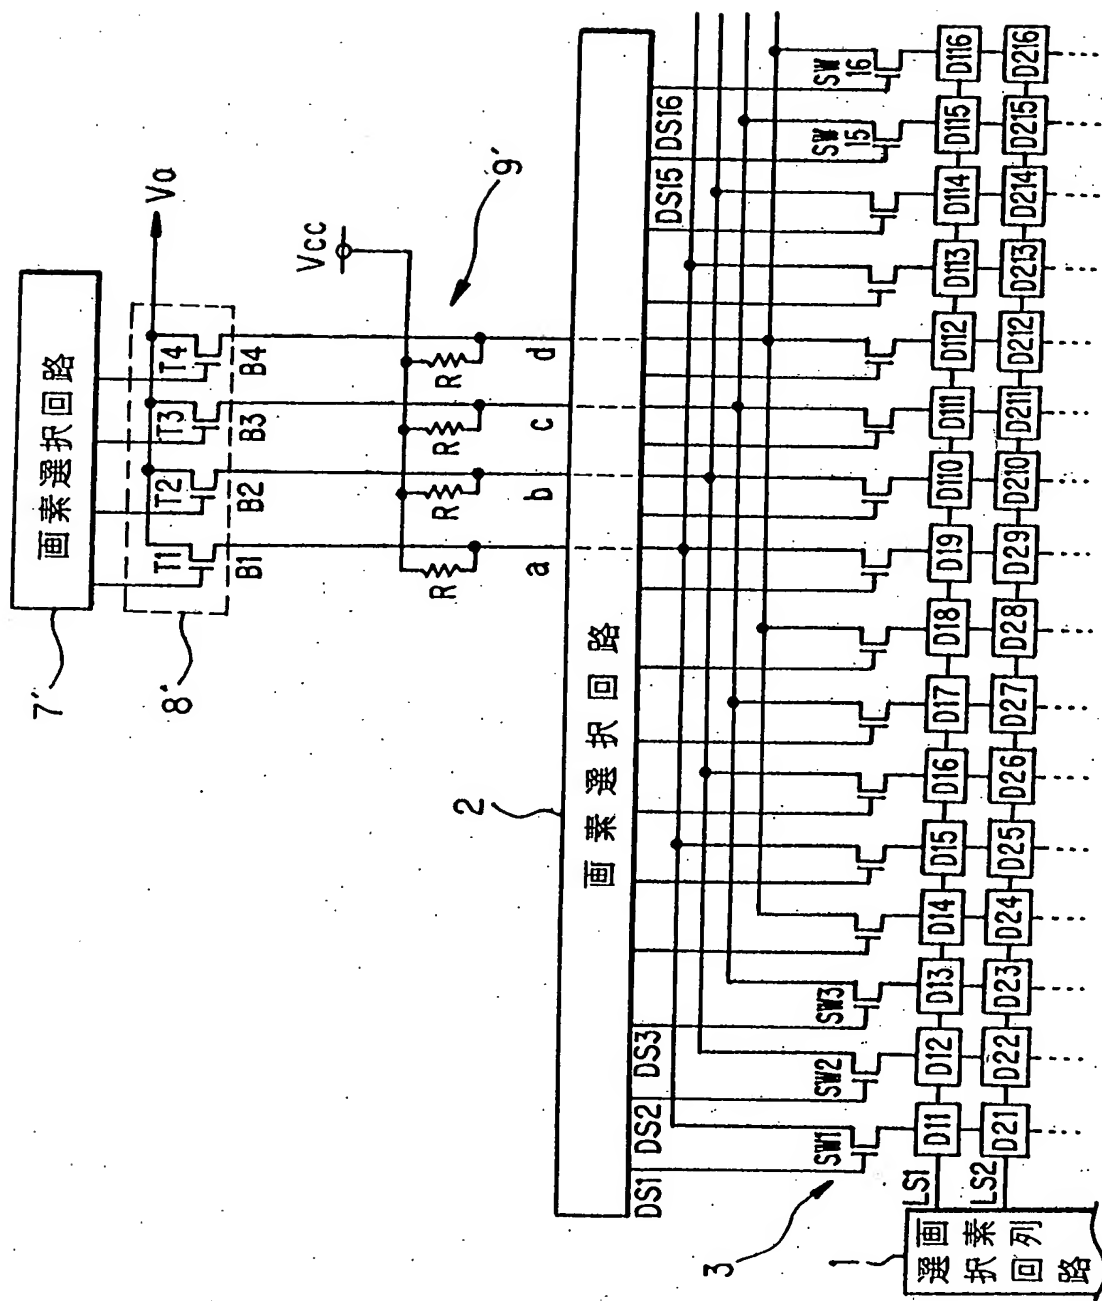 7'
画素選択回路
8'
T1 T2 T3 T4
Va
B1 B2 B3 B4
Vcc
R R R R
9'
a b c d
2
画素選択回路
DS1 DS2 DS3 DS15 DS16
3
SW1 SW2 SW3 SW15 SW16
1
画素列
選択回路
LS1
D11 D12 D13 D14 D15 D16 D17 D18 D19 D110 D111 D112 D113 D114 D115 D116
LS2
D21 D22 D23 D24 D25 D26 D27 D28 D29 D210 D211 D212 D213 D214 D215 D216